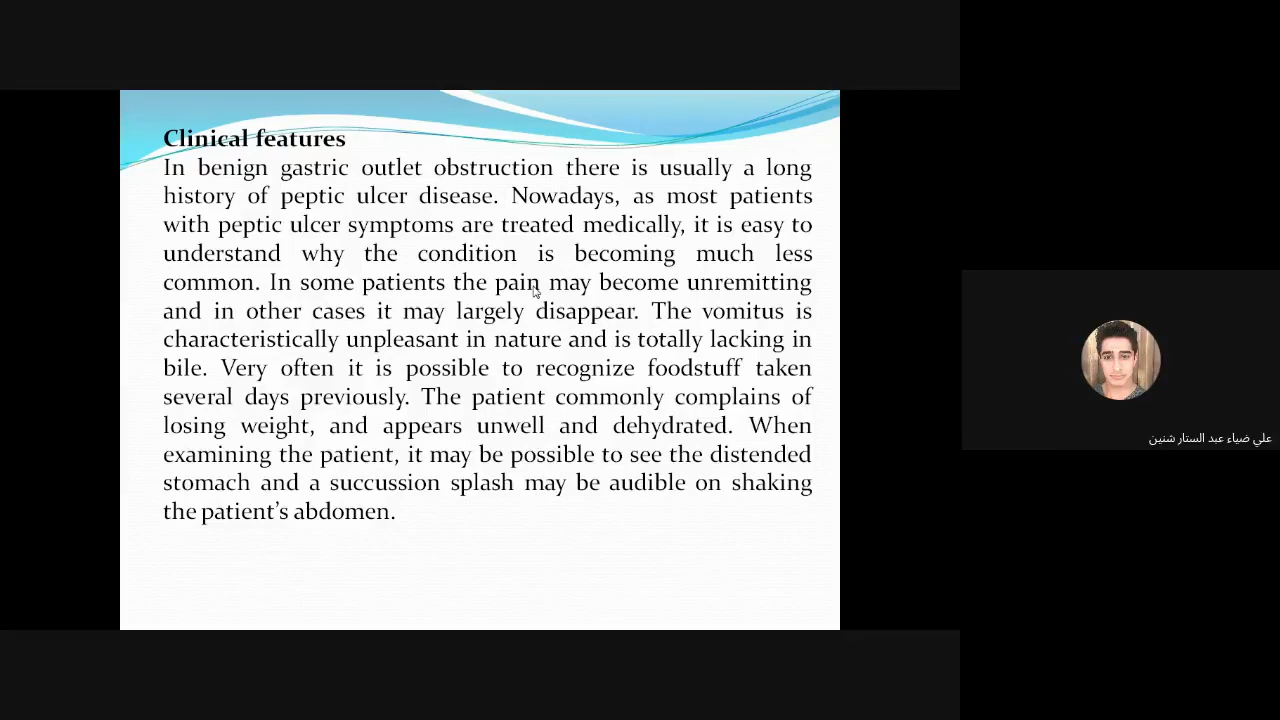 Clinical features
In benign gastric outlet obstruction there is usually a long
history of peptic ulcer disease. Nowadays, as most patients
with peptic ulcer symptoms are treated medically, it is easy to
understand why the condition is becoming much less
common. In some patients the pain may become unremitting
and in other cases it may largely disappear. The vomitus is
characteristically unpleasant in nature and is totally lacking in
bile. Very often it is possible to recognize foodstuff taken
several days previously. The patient commonly complains of
losing weight, and appears unwell and dehydrated. When
examining the patient, it may be possible to see the distended
stomach and a succussion splash may be audible on shaking
the patient’s abdomen.
علي ضياء عبد الستار شنين